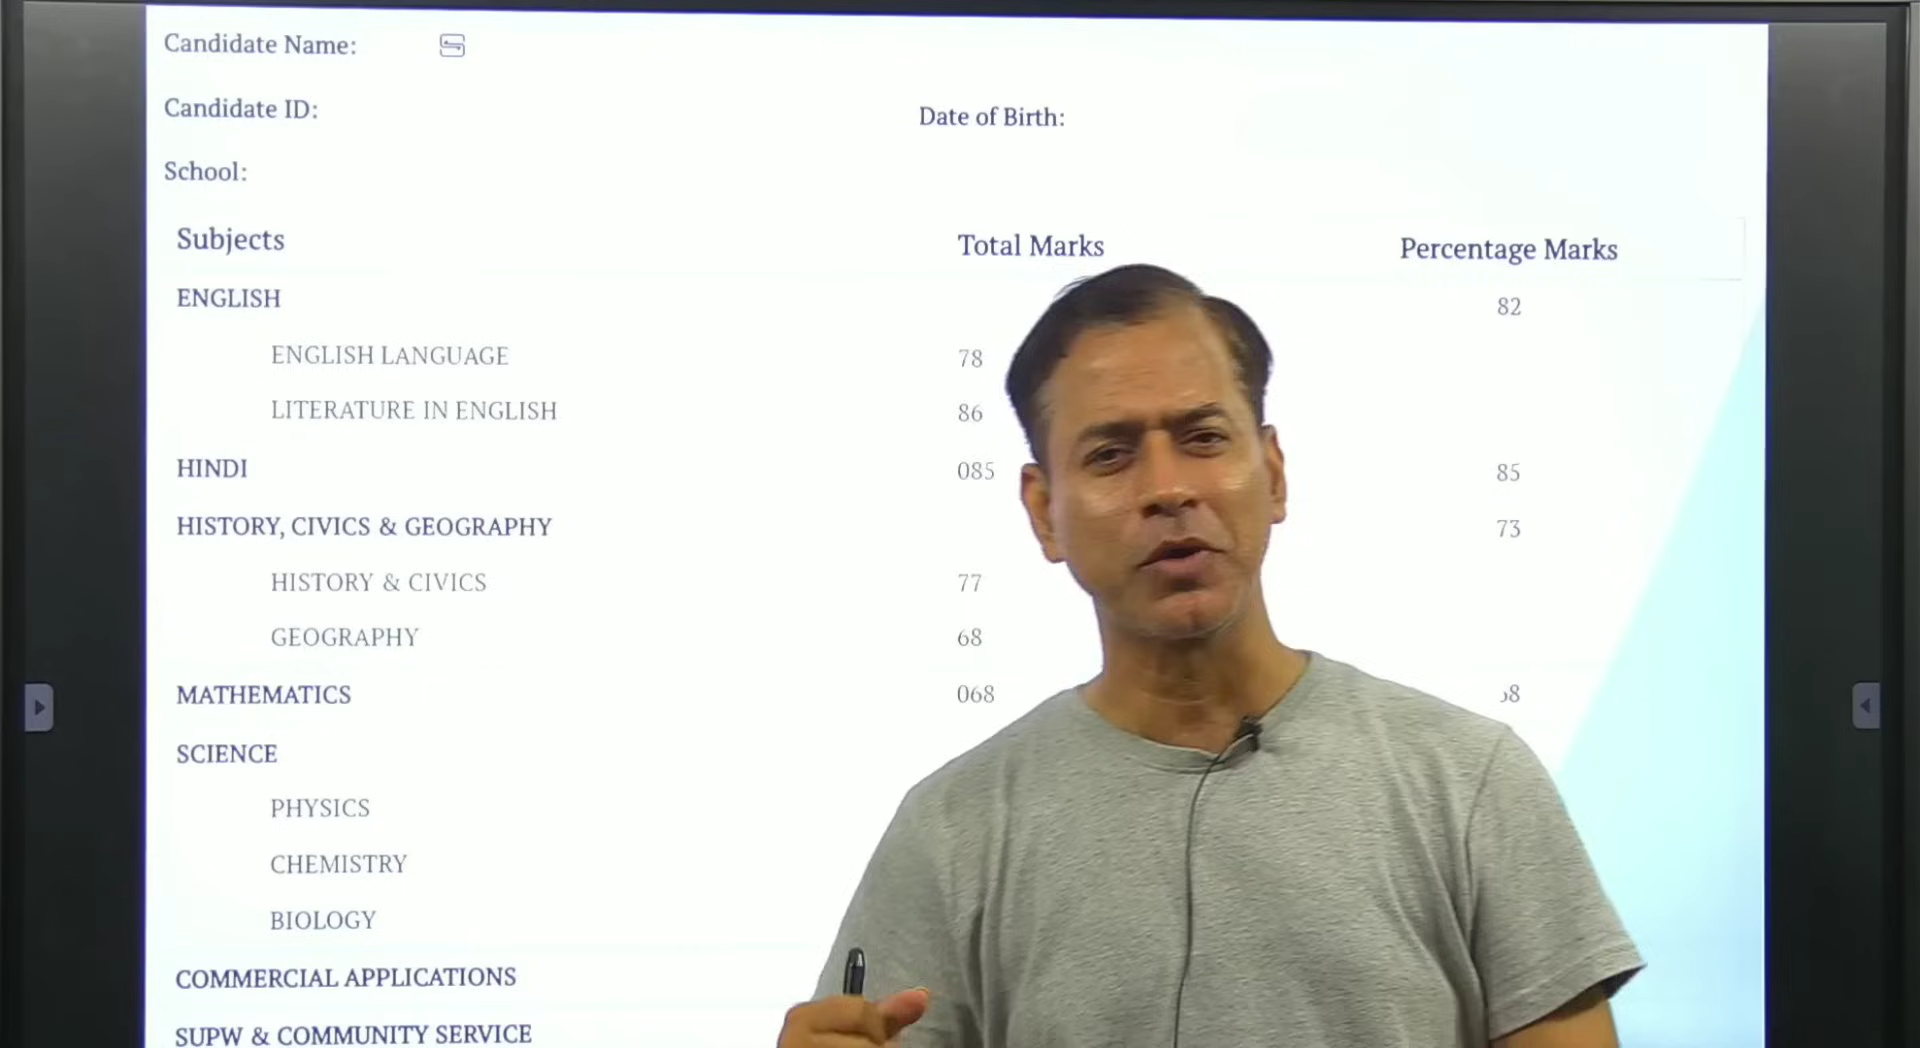 Candidate Name:
Candidate ID:
Date of Birth:
School:
Subjects Total Marks Percentage Marks
ENGLISH 82
ENGLISH LANGUAGE 78
LITERATURE IN ENGLISH 86
HINDI 085 85
HISTORY, CIVICS & GEOGRAPHY 73
HISTORY & CIVICS 77
GEOGRAPHY 68
MATHEMATICS 068
SCIENCE
PHYSICS
CHEMISTRY
BIOLOGY
COMMERCIAL APPLICATIONS
SUPW & COMMUNITY SERVICE